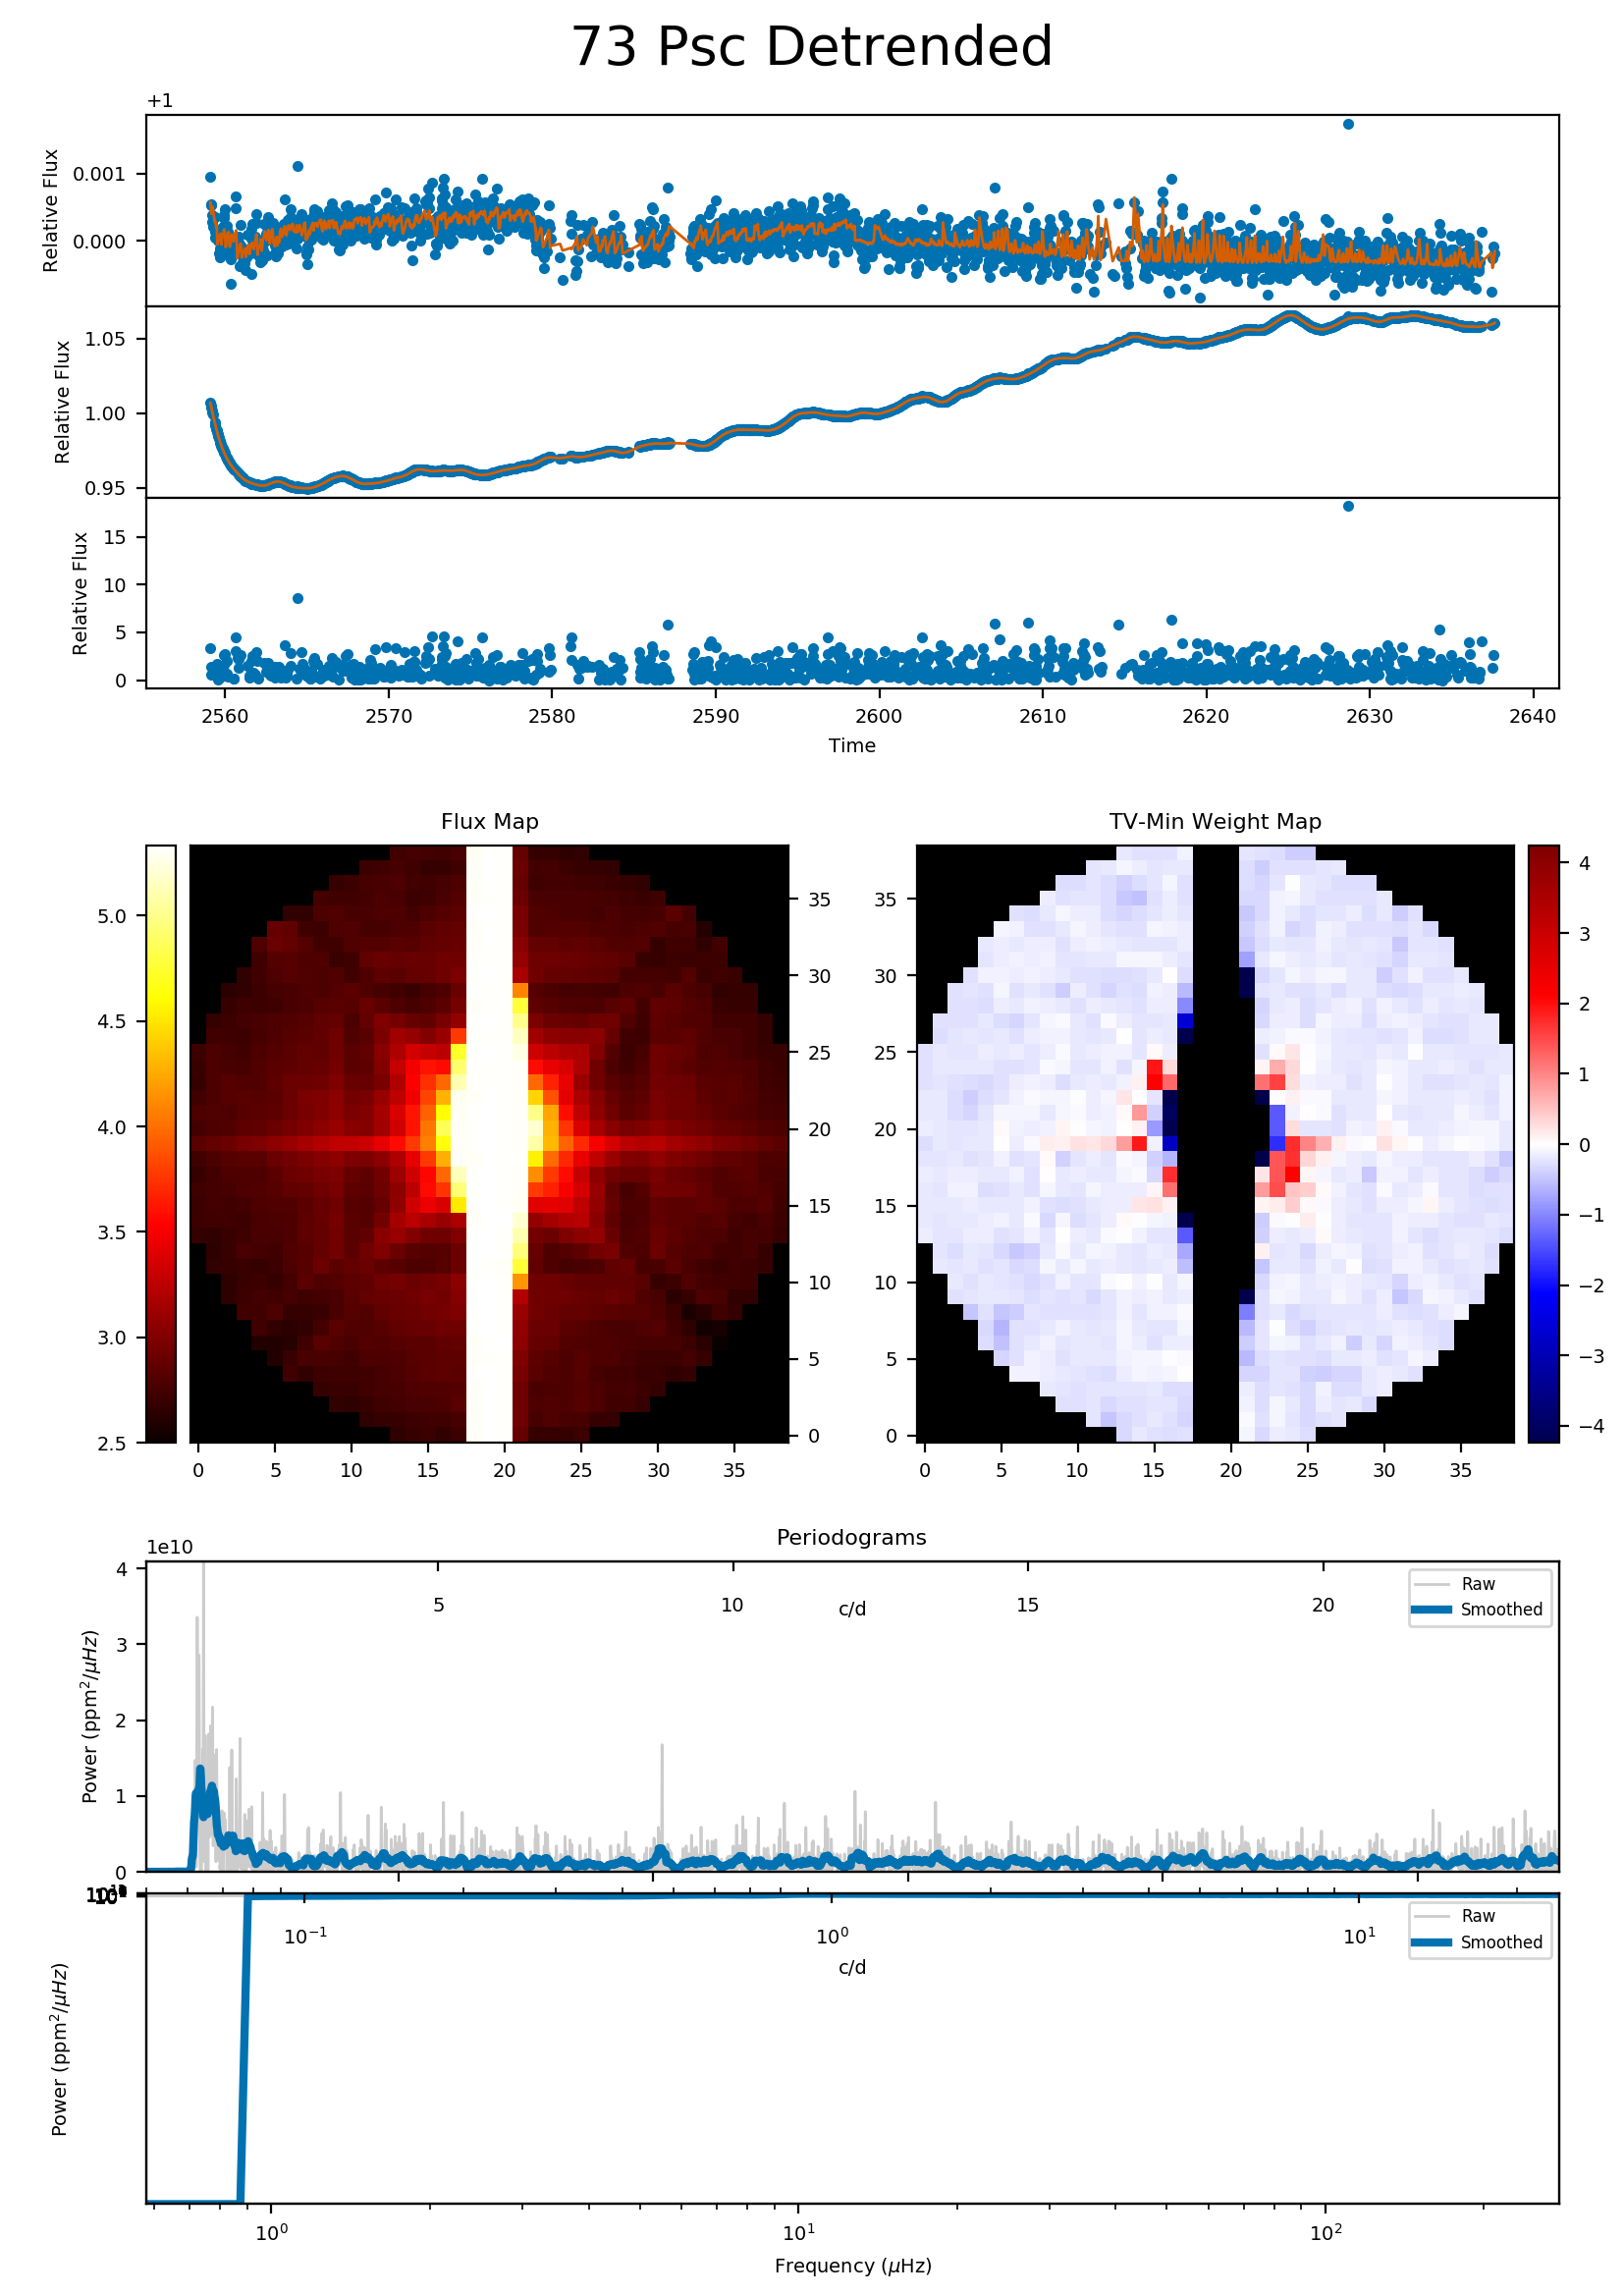 73 Psc Detrended
+1
0.001
0.000
Relative Flux
1.05
1.00
0.95
Relative Flux
15
10
5
0
Relative Flux
2560 2570 2580 2590 2600 2610 2620 2630 2640
Time
Flux Map
5.0
4.5
4.0
3.5
3.0
2.5
35
30
25
20
15
10
5
0
0 5 10 15 20 25 30 35
TV-Min Weight Map
35
30
25
20
15
10
5
0
0 5 10 15 20 25 30 35
4
3
2
1
0
−1
−2
−3
−4
Periodograms
1e10
4
3
2
1
0
Power (ppm²/μHz)
5 10 15 20
c/d
Raw
Smoothed
10⁻¹ 10⁰ 10¹
c/d
Raw
Smoothed
Power (ppm²/μHz)
10⁰ 10¹ 10²
Frequency (μHz)